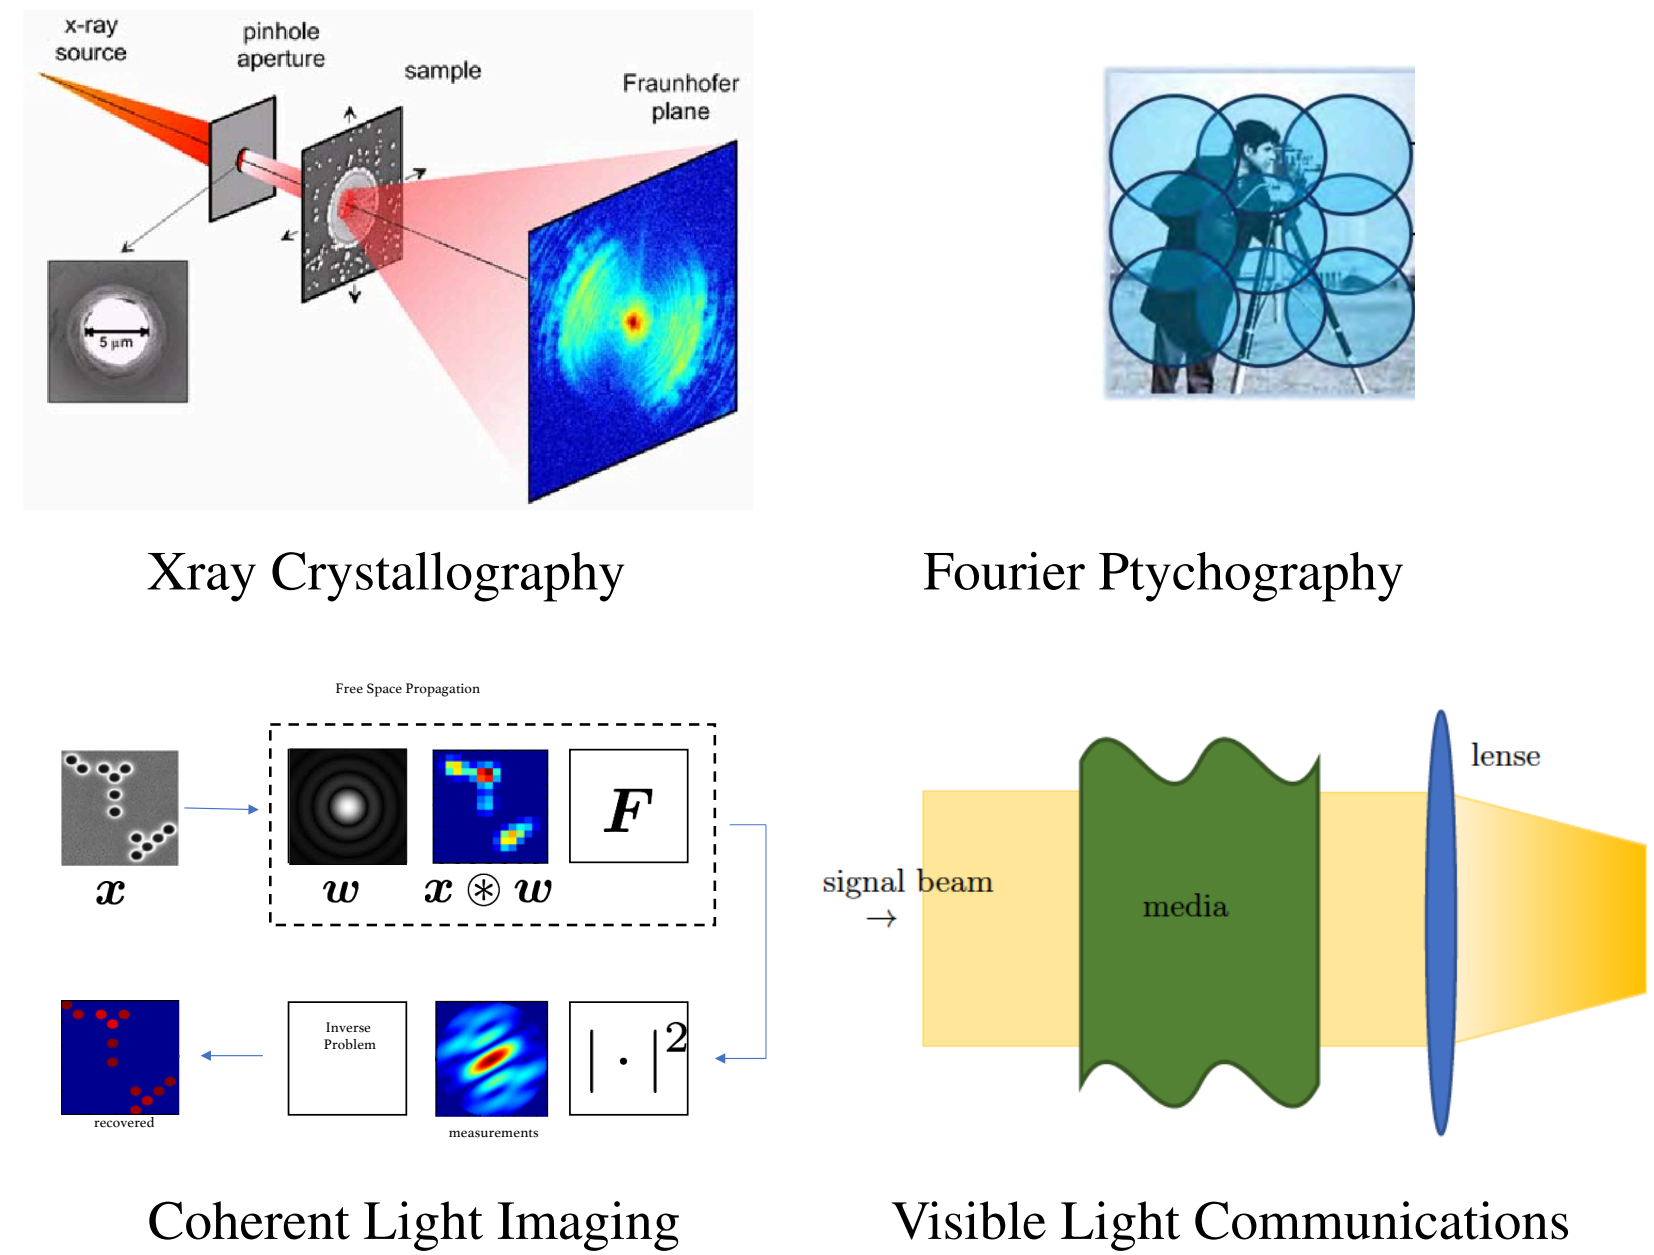 x-ray
source
pinhole
aperture
sample
Fraunhofer
plane
5 μm
Xray Crystallography
Fourier Ptychography
Free Space Propagation
F
x
w
x ⊛ w
Inverse
Problem
| · |²
recovered
measurements
Coherent Light Imaging
lense
signal beam
→
media
Visible Light Communications